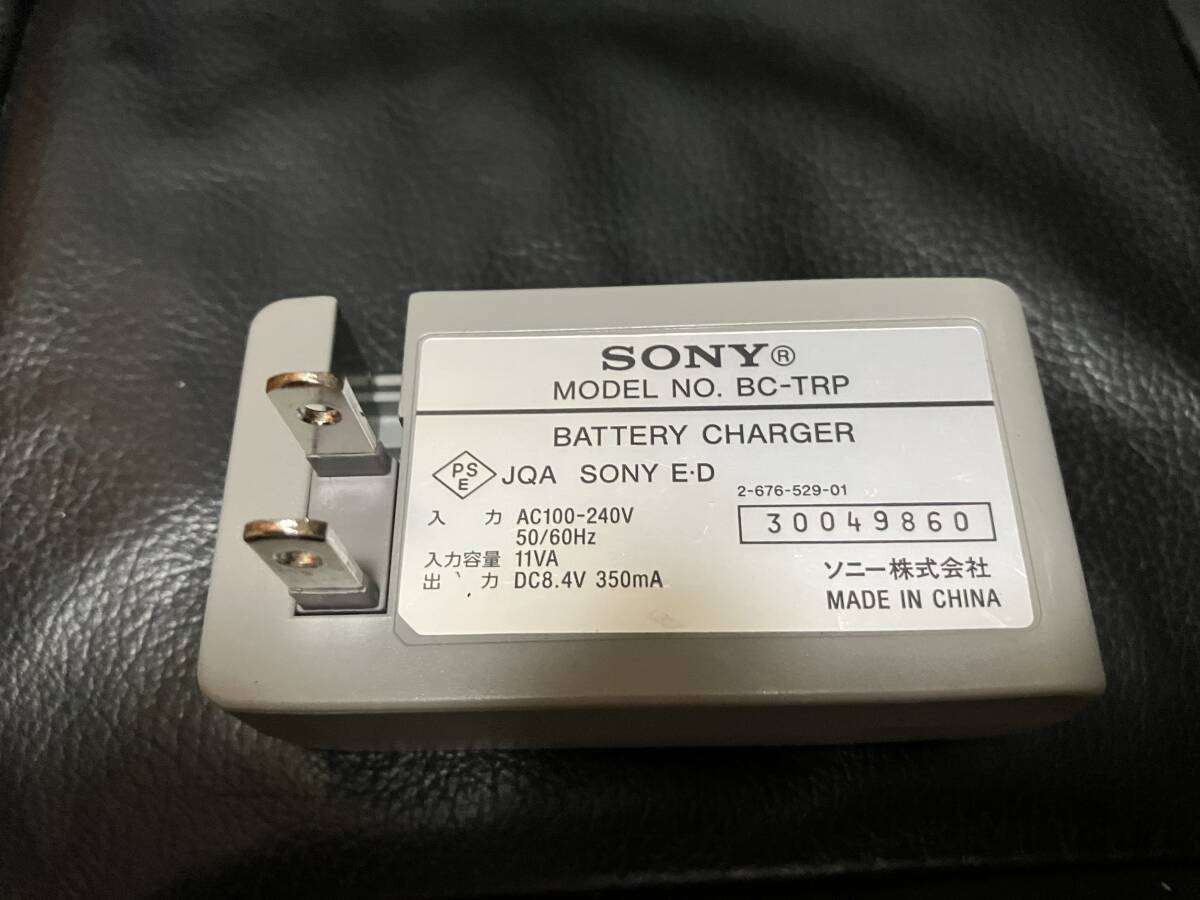 SONY®
MODEL NO. BC-TRP
BATTERY CHARGER
PS
E
JQA SONY E·D
2-676-529-01
入 力 AC100-240V
50/60Hz
30049860
入力容量 11VA
出 力 DC8.4V 350mA
ソニー株式会社
MADE IN CHINA